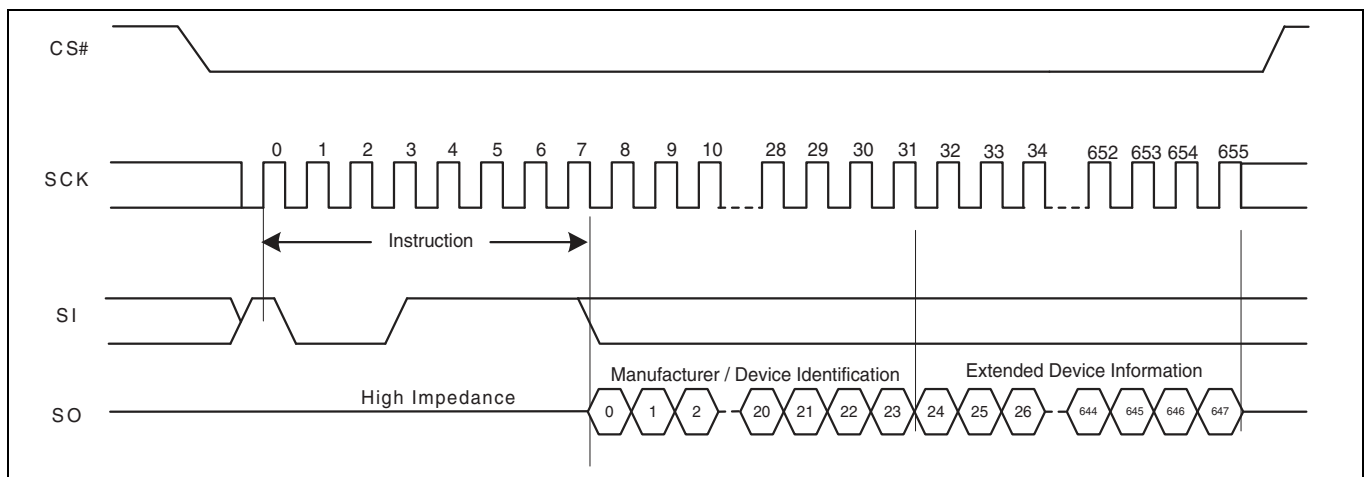 CS#
SCK
0 1 2 3 4 5 6 7 8 9 10 28 29 30 31 32 33 34 652 653 654 655
Instruction
SI
SO
High Impedance
Manufacturer / Device Identification
Extended Device Information
0 1 2 20 21 22 23 24 25 26 644 645 646 647